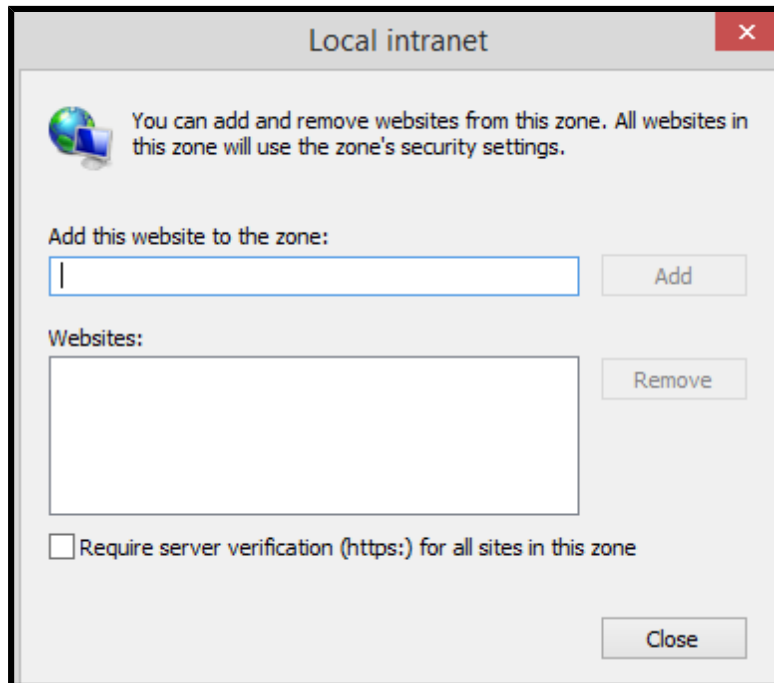 Local intranet
You can add and remove websites from this zone. All websites in
this zone will use the zone's security settings.
Add this website to the zone:
Add
Websites:
Remove
Require server verification (https:) for all sites in this zone
Close